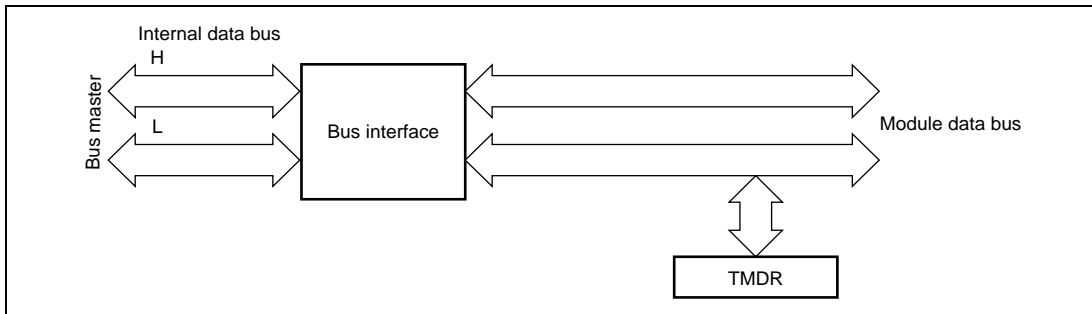 Internal data bus
H
Bus master
L
Bus interface
Module data bus
TMDR